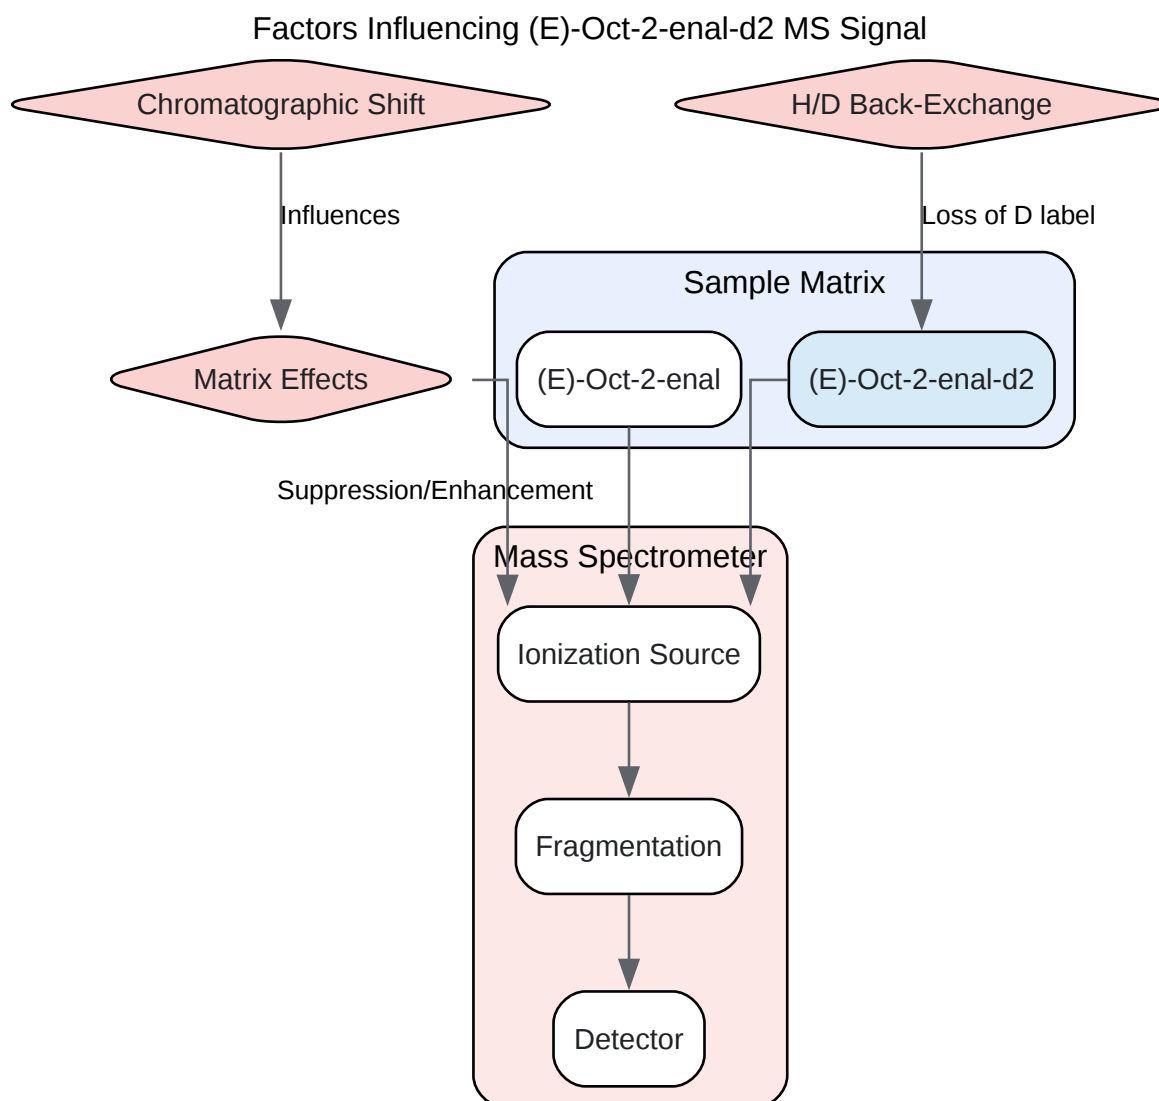 Factors Influencing (E)-Oct-2-enal-d2 MS Signal
Chromatographic Shift
H/D Back-Exchange
Influences
Loss of D label
Sample Matrix
Matrix Effects
(E)-Oct-2-enal
(E)-Oct-2-enal-d2
Suppression/Enhancement
Mass Spectrometer
Ionization Source
Fragmentation
Detector